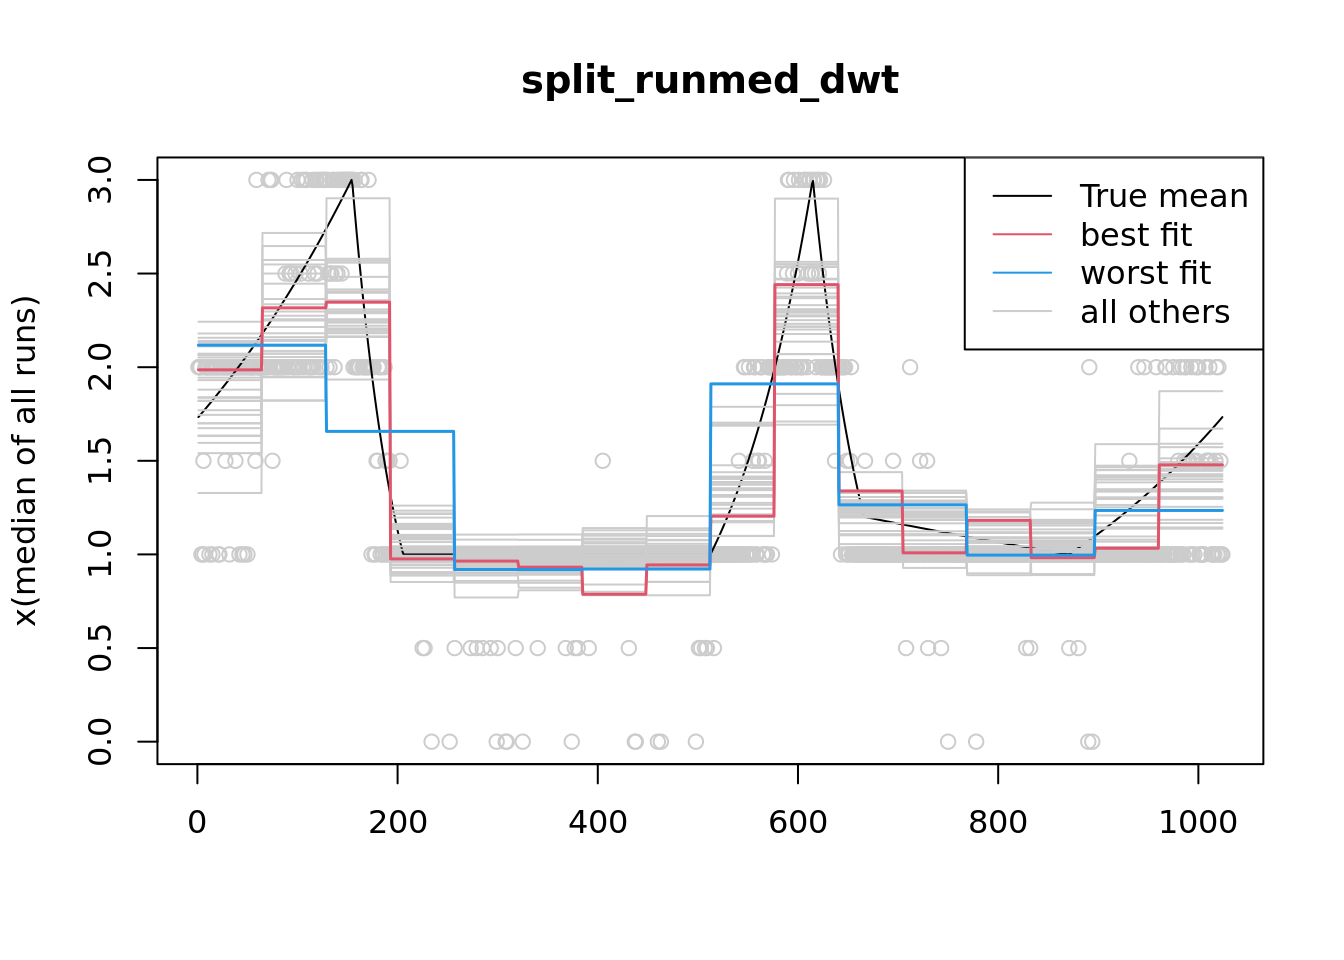 split_runmed_dwt
x(median of all runs)
3.0
2.5
2.0
1.5
1.0
0.5
0.0
True mean
best fit
worst fit
all others
0 200 400 600 800 1000